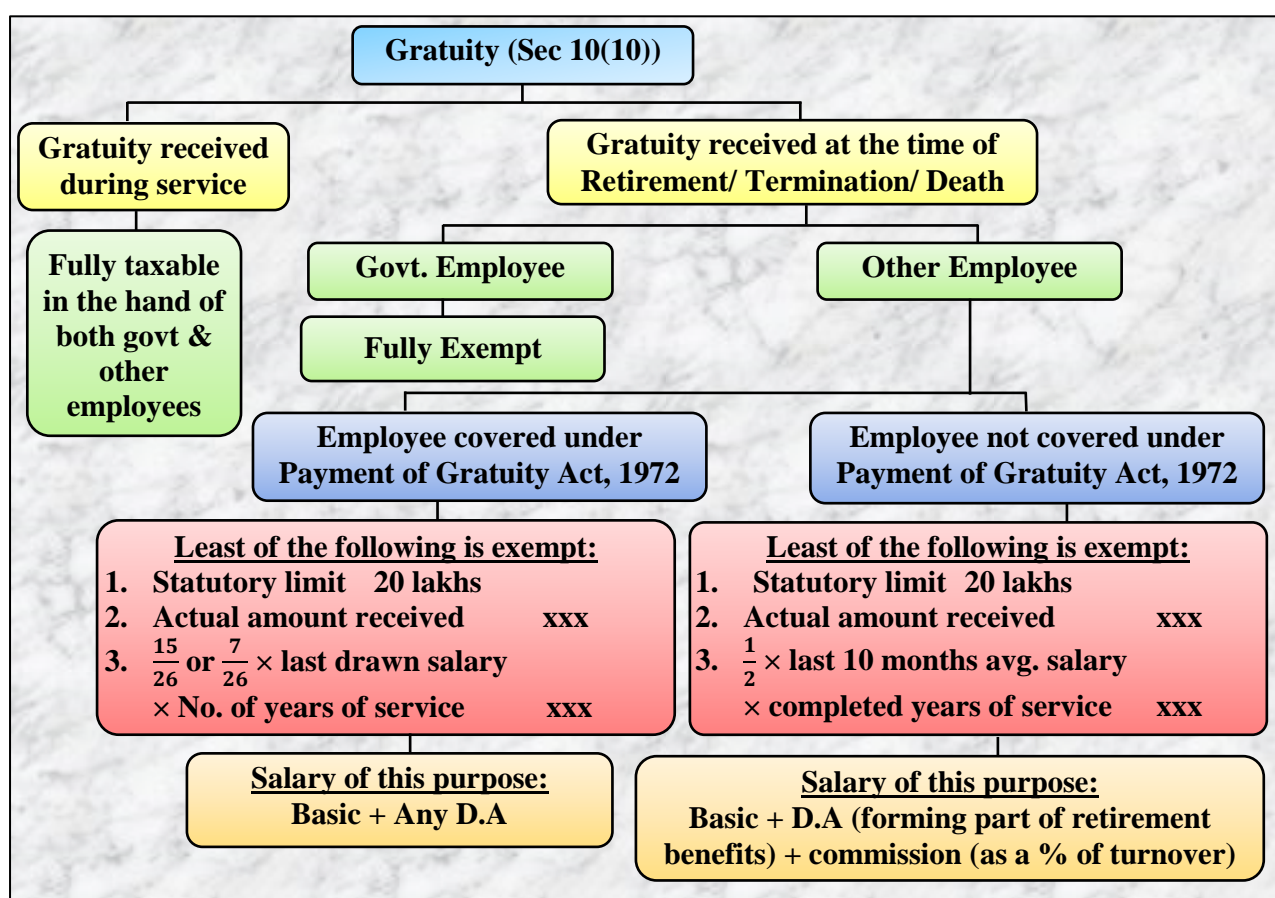 Gratuity (Sec 10(10))
Gratuity received
during service
Gratuity received at the time of
Retirement/ Termination/ Death
Fully taxable
in the hand of
both govt &
other
employees
Govt. Employee
Other Employee
Fully Exempt
Employee covered under
Payment of Gratuity Act, 1972
Employee not covered under
Payment of Gratuity Act, 1972
Least of the following is exempt:
1. Statutory limit 20 lakhs
2. Actual amount received xxx
3. 15/26 or 7/26 × last drawn salary
× No. of years of service xxx
Least of the following is exempt:
1. Statutory limit 20 lakhs
2. Actual amount received xxx
3. 1/2 × last 10 months avg. salary
× completed years of service xxx
Salary of this purpose:
Basic + Any D.A
Salary of this purpose:
Basic + D.A (forming part of retirement
benefits) + commission (as a % of turnover)